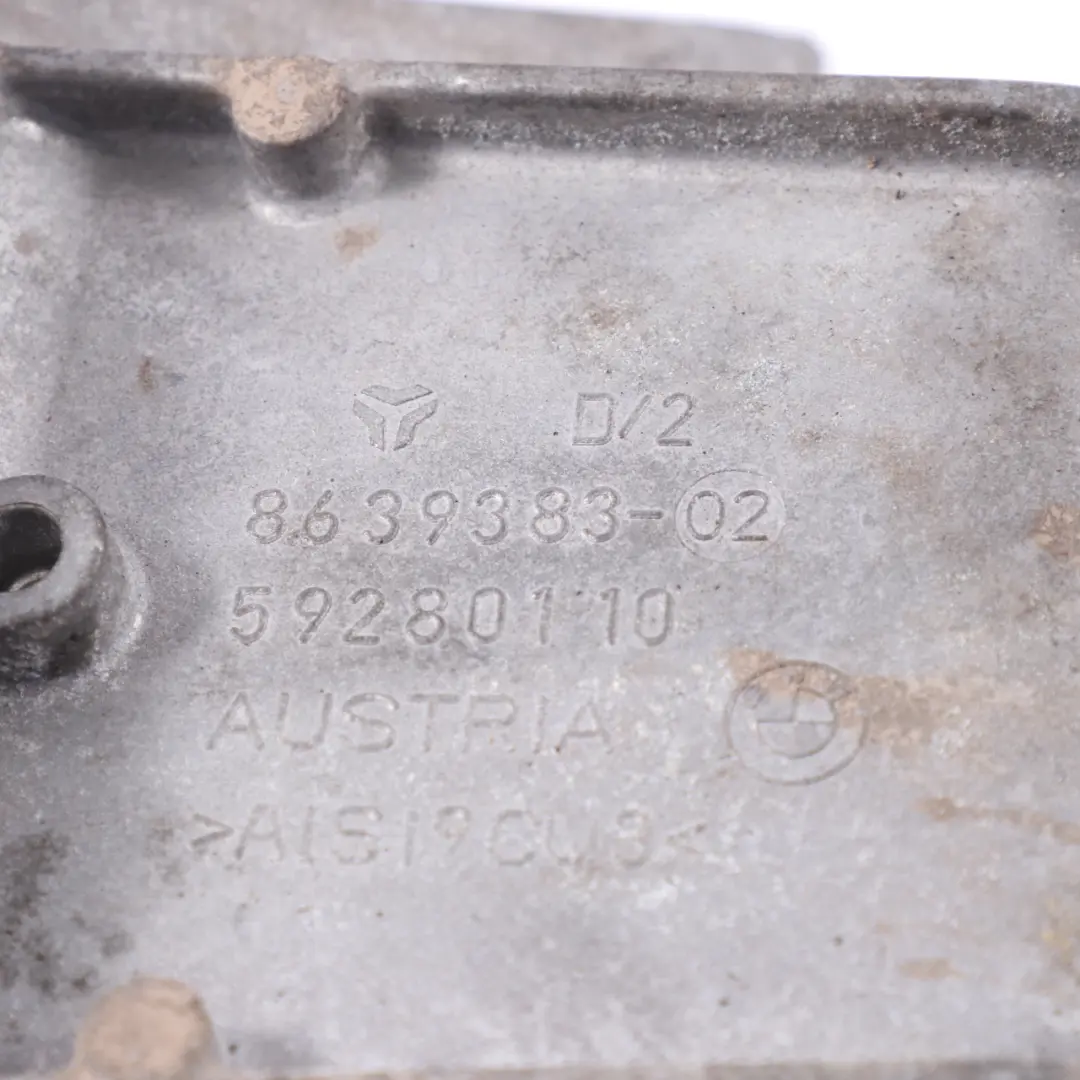 D/2
8639383-02
59280110
AUSTRIA
>AlSi9CU3<